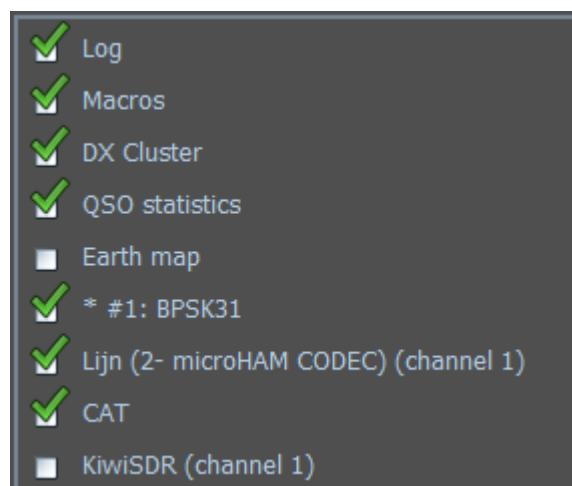 Log
Macros
DX Cluster
QSO statistics
Earth map
* #1: BPSK31
Lijn (2- microHAM CODEC) (channel 1)
CAT
KiwiSDR (channel 1)